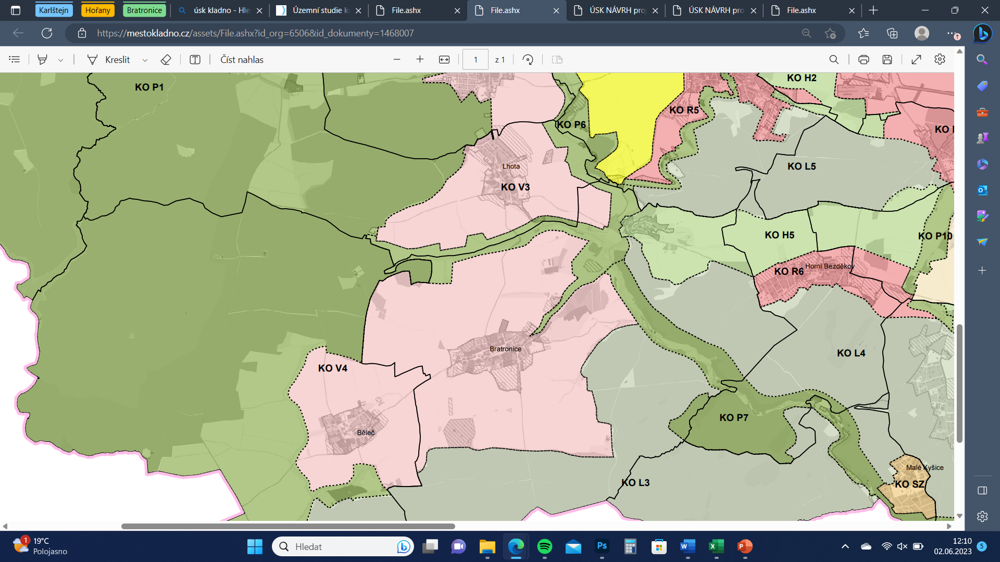 Karlštejn
Hořany
Bratronice
úsk kladno - Hle
Územní studie k
File.ashx
File.ashx
ÚSK NÁVRH pro
ÚSK NÁVRH pro
File.ashx
https://mestokladno.cz/assets/File.ashx?id_org=6506&id_dokumenty=1468007
Kreslit
Číst nahlas
1
z 1
KO P1
KO H2
KO R5
KO P6
KO
Lhota
KO L5
KO V3
KO H5
KO P10
Horní Bezděkov
KO R6
Bratronice
KO L4
KO V4
KO P7
Běleč
Malé Kyšice
KO L3
KO SZ
1
19°C
Polojasno
Hledat
12:10
02.06.2023
5